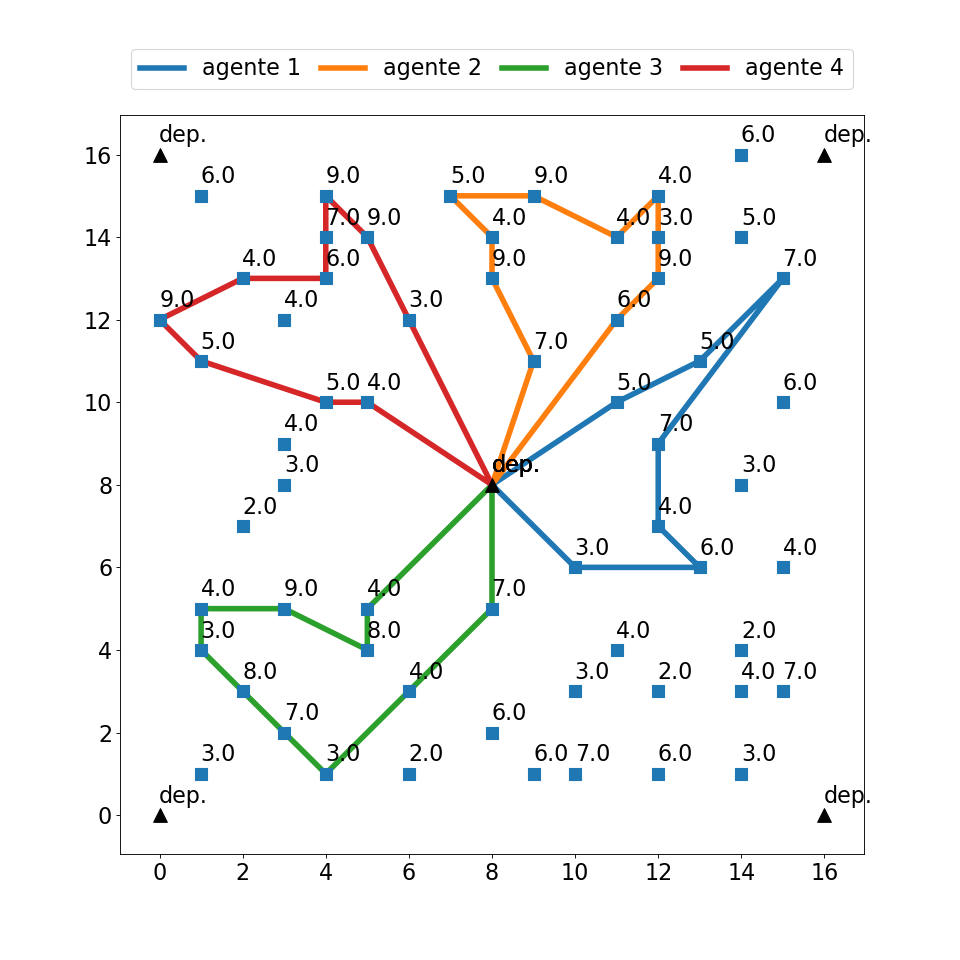 agente 1 agente 2 agente 3 agente 4
dep. 6.0 dep.
16
6.0 9.0 5.0 9.0 4.0
7.0 9.0 4.0 4.0 3.0 5.0
14
4.0 6.0 9.0 9.0 7.0
9.0 4.0 3.0 6.0
12
5.0 7.0 5.0
5.0 4.0 5.0 6.0
10
4.0 7.0
3.0 dep. dep. 3.0
8
2.0 4.0
3.0 6.0 4.0
6
4.0 9.0 4.0 7.0
3.0 8.0 4.0 2.0
4
8.0 7.0 4.0 3.0 2.0 4.0 7.0
7.0 6.0
2
3.0 3.0 2.0 6.0 7.0 6.0 3.0
dep. dep.
0
0 2 4 6 8 10 12 14 16